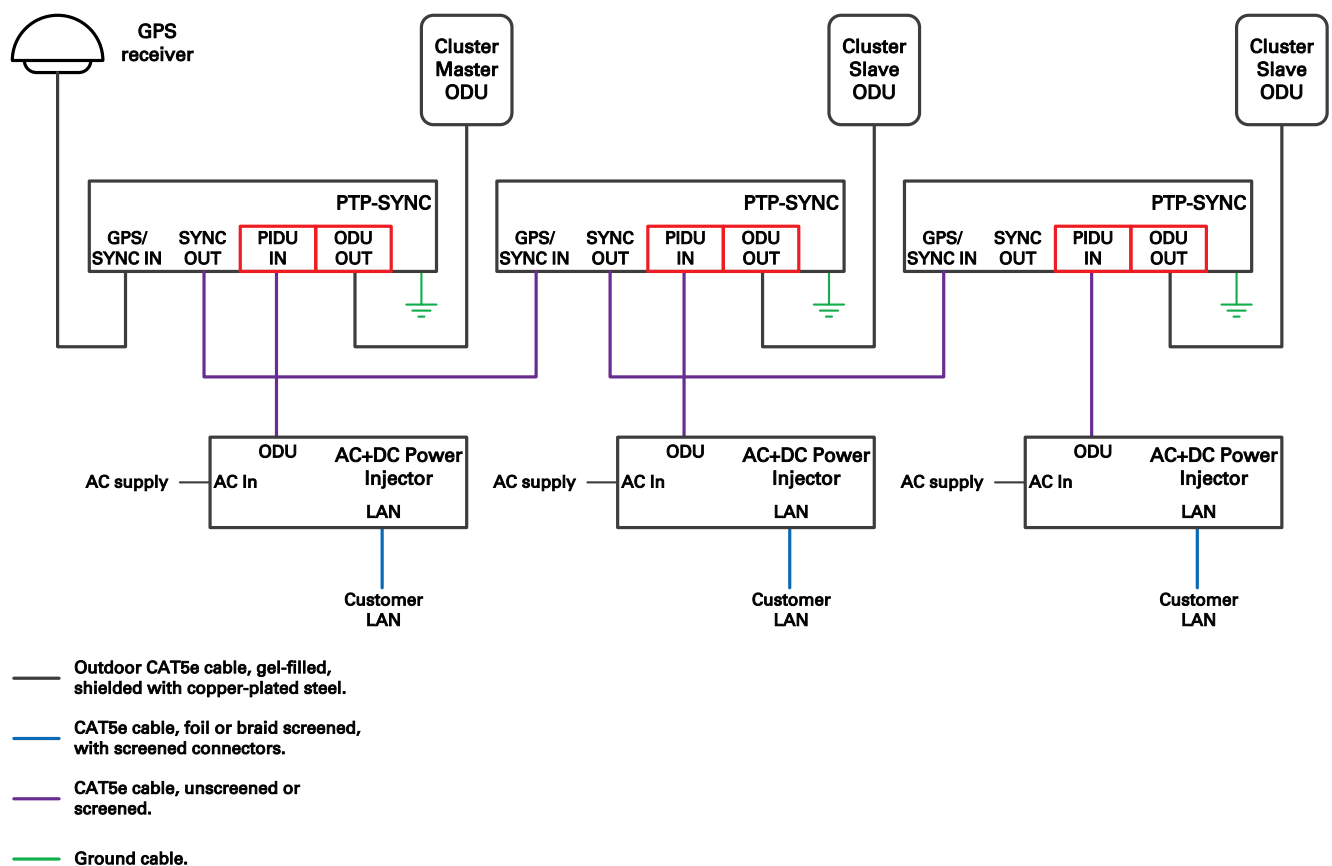 GPS
receiver
Cluster
Master
ODU
Cluster
Slave
ODU
Cluster
Slave
ODU
PTP-SYNC
GPS/
SYNC IN
SYNC
OUT
PIDU
IN
ODU
OUT
PTP-SYNC
GPS/
SYNC IN
SYNC
OUT
PIDU
IN
ODU
OUT
PTP-SYNC
GPS/
SYNC IN
SYNC
OUT
PIDU
IN
ODU
OUT
AC supply
AC In
ODU
AC+DC Power
Injector
LAN
Customer
LAN
AC supply
AC In
ODU
AC+DC Power
Injector
LAN
Customer
LAN
AC supply
AC In
ODU
AC+DC Power
Injector
LAN
Customer
LAN
Outdoor CAT5e cable, gel-filled,
shielded with copper-plated steel.
CAT5e cable, foil or braid screened,
with screened connectors.
CAT5e cable, unscreened or
screened.
Ground cable.